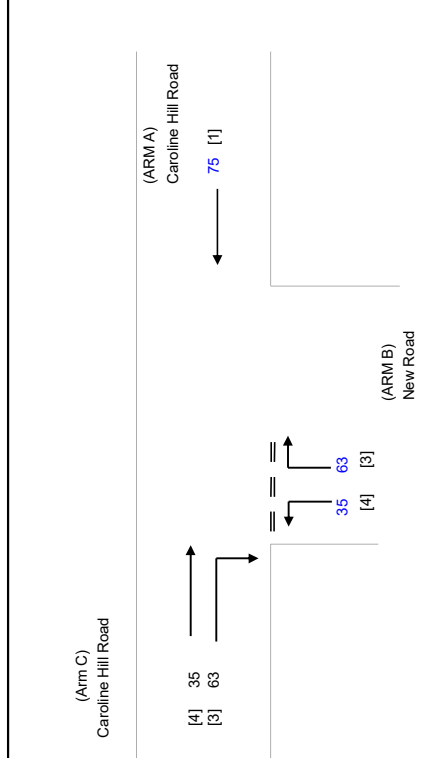 (ARM A)
Caroline Hill Road
75 [1]
(Arm C)
Caroline Hill Road
[4] 35
[3] 63
35 63
[4] [3]
(ARM B)
New Road